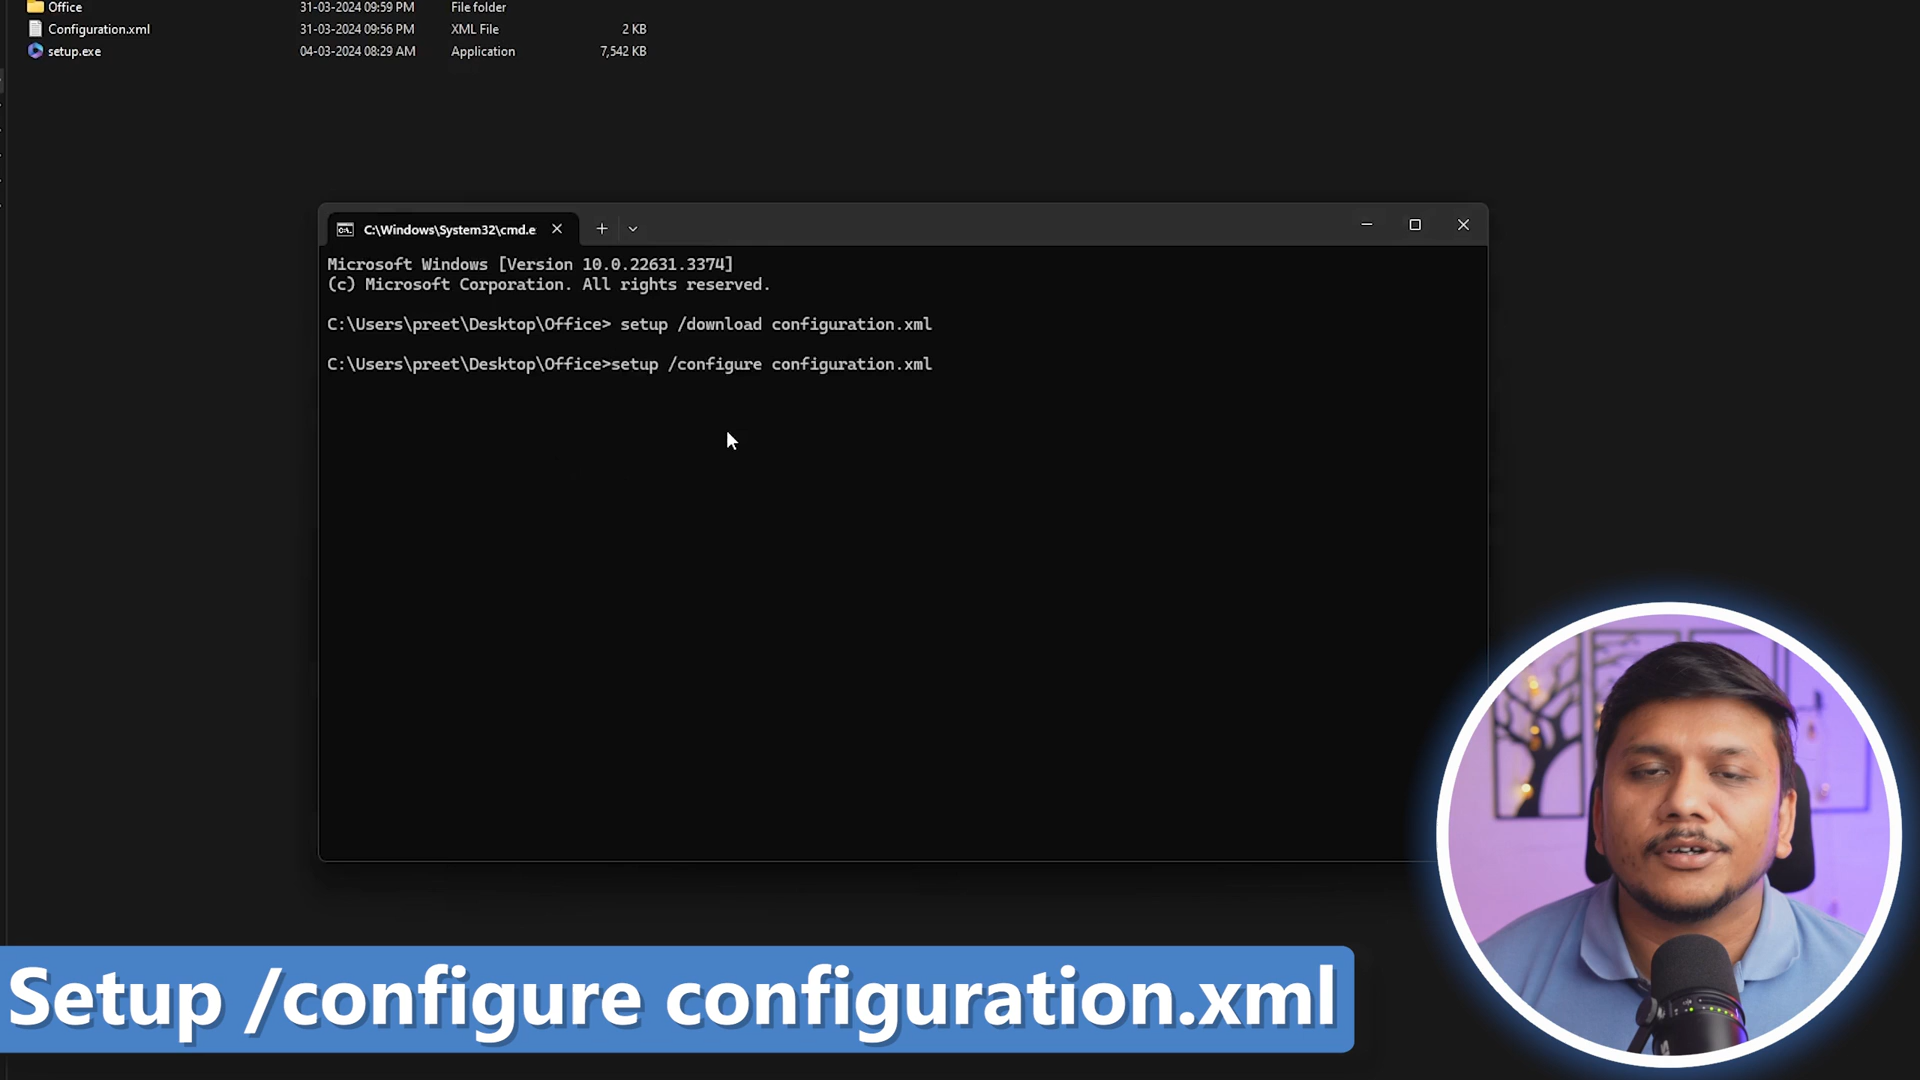 Office 31-03-2024 09:59 PM File folder
Configuration.xml 31-03-2024 09:56 PM XML File 2 KB
setup.exe 04-03-2024 08:29 AM Application 7,542 KB
C:\Windows\System32\cmd.e
Microsoft Windows [Version 10.0.22631.3374]
(c) Microsoft Corporation. All rights reserved.
C:\Users\preet\Desktop\Office> setup /download configuration.xml
C:\Users\preet\Desktop\Office>setup /configure configuration.xml
Setup /configure configuration.xml